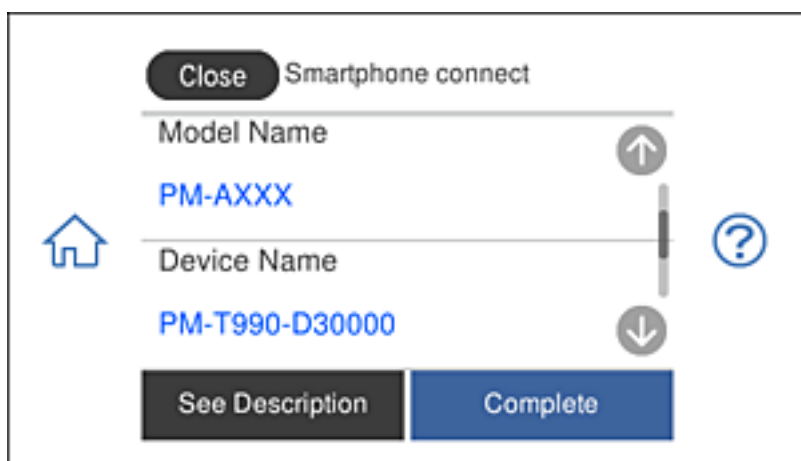 Close Smartphone connect
Model Name
PM-AXXX
Device Name
PM-T990-D30000
See Description Complete